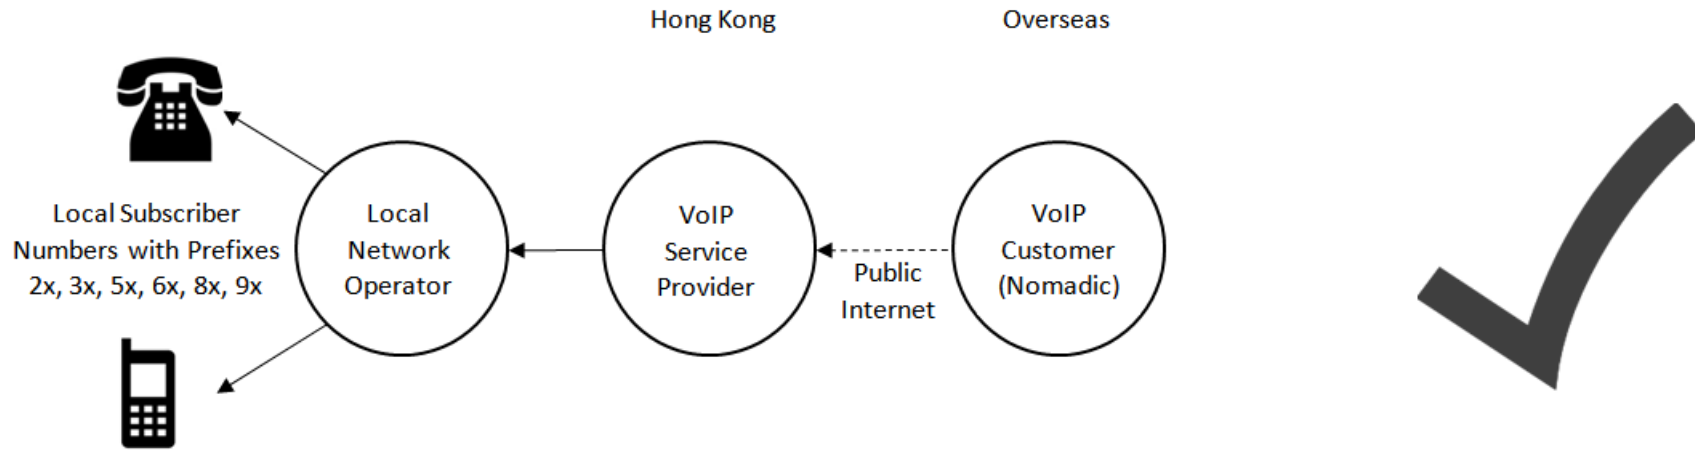 Hong Kong
Overseas
Local Subscriber
Numbers with Prefixes
2x, 3x, 5x, 6x, 8x, 9x
Local
Network
Operator
VoIP
Service
Provider
Public
Internet
VoIP
Customer
(Nomadic)